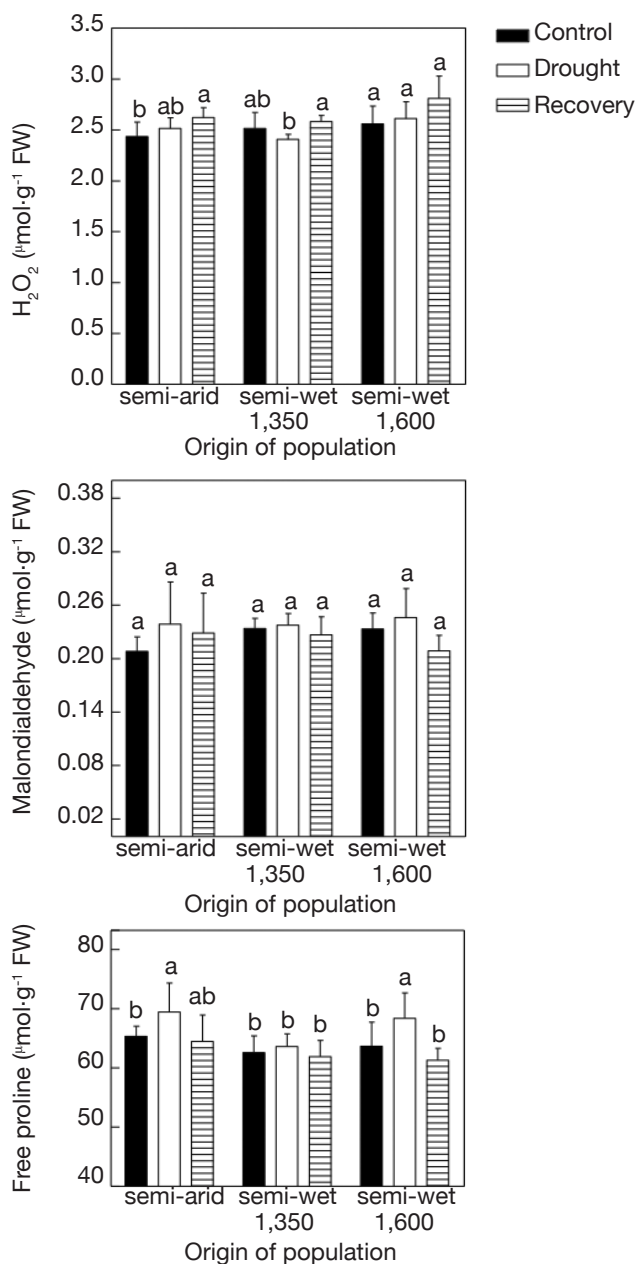 Control
Drought
Recovery
H₂O₂ (µmol·g⁻¹ FW)
3.5
3.0
2.5
2.0
1.5
1.0
0.5
0.0
b ab a ab b a a a a
semi-arid semi-wet semi-wet
1,350 1,600
Origin of population
Malondialdehyde (µmol·g⁻¹ FW)
0.38
0.32
0.26
0.20
0.14
0.08
0.02
a a a a a a a a a
semi-arid semi-wet semi-wet
1,350 1,600
Origin of population
Free proline (µmol·g⁻¹ FW)
80
70
60
50
40
b a ab b b b b a b
semi-arid semi-wet semi-wet
1,350 1,600
Origin of population